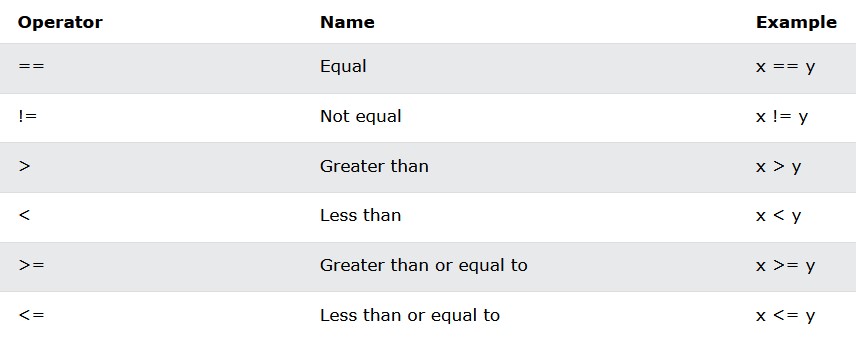 Operator Name Example
== Equal x == y
!= Not equal x != y
> Greater than x > y
< Less than x < y
>= Greater than or equal to x >= y
<= Less than or equal to x <= y